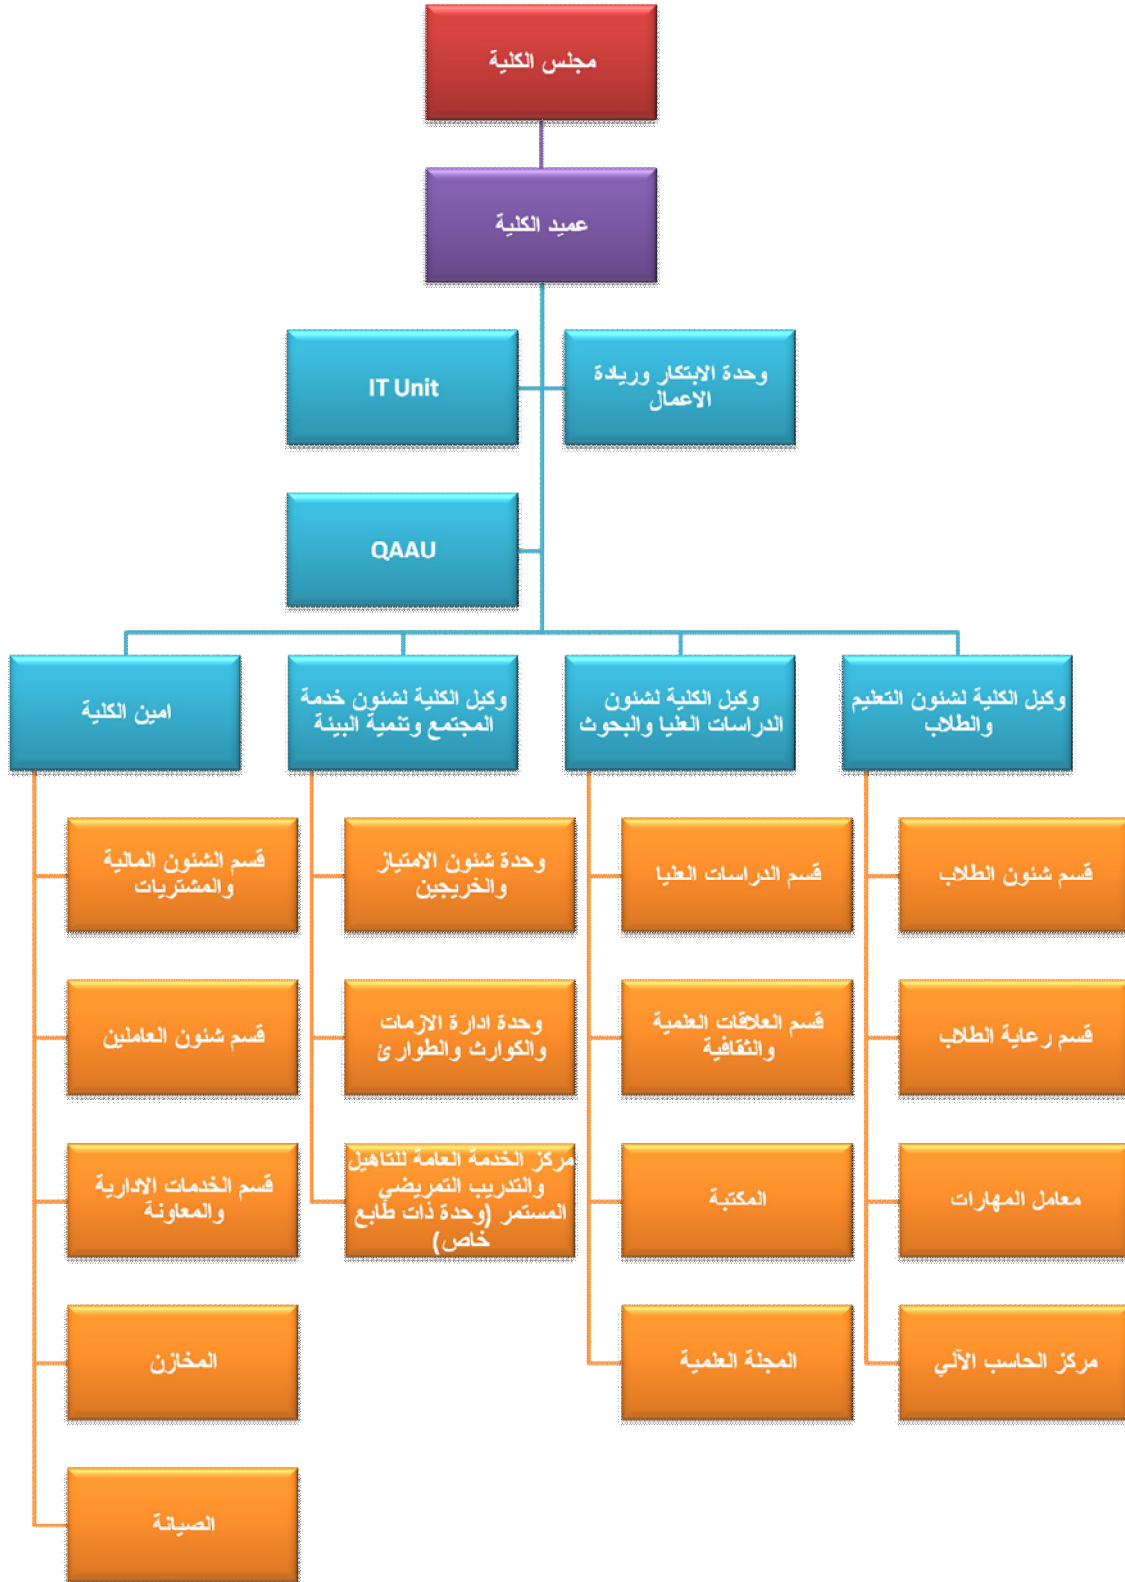 مجلس الكلية
عميد الكلية
وحدة الابتكار وريادة
الاعمال
IT Unit
QAAU
وكيل الكلية لشئون التعليم
والطلاب
وكيل الكلية لشئون
الدراسات العليا والبحوث
وكيل الكلية لشئون خدمة
المجتمع وتنمية البيئة
امين الكلية
قسم شئون الطلاب
قسم رعاية الطلاب
معامل المهارات
مركز الحاسب الآلي
قسم الدراسات العليا
قسم العلاقات العلمية
والثقافية
المكتبة
المجلة العلمية
وحدة شئون الامتياز
والخريجين
وحدة ادارة الازمات
والكوارث والطوارئ
مركز الخدمة العامة للتاهيل
والتدريب التمريضي
المستمر (وحدة ذات طابع
خاص)
قسم الشئون المالية
والمشتريات
قسم شئون العاملين
قسم الخدمات الادارية
والمعاونة
المخازن
الصيانة